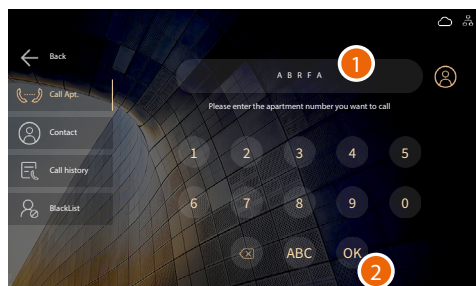 Back
Call Apt.
Contact
Call history
BlackList
A B R F A
1
Please enter the apartment number you want to call
1 2 3 4 5
6 7 8 9 0
ABC OK
2